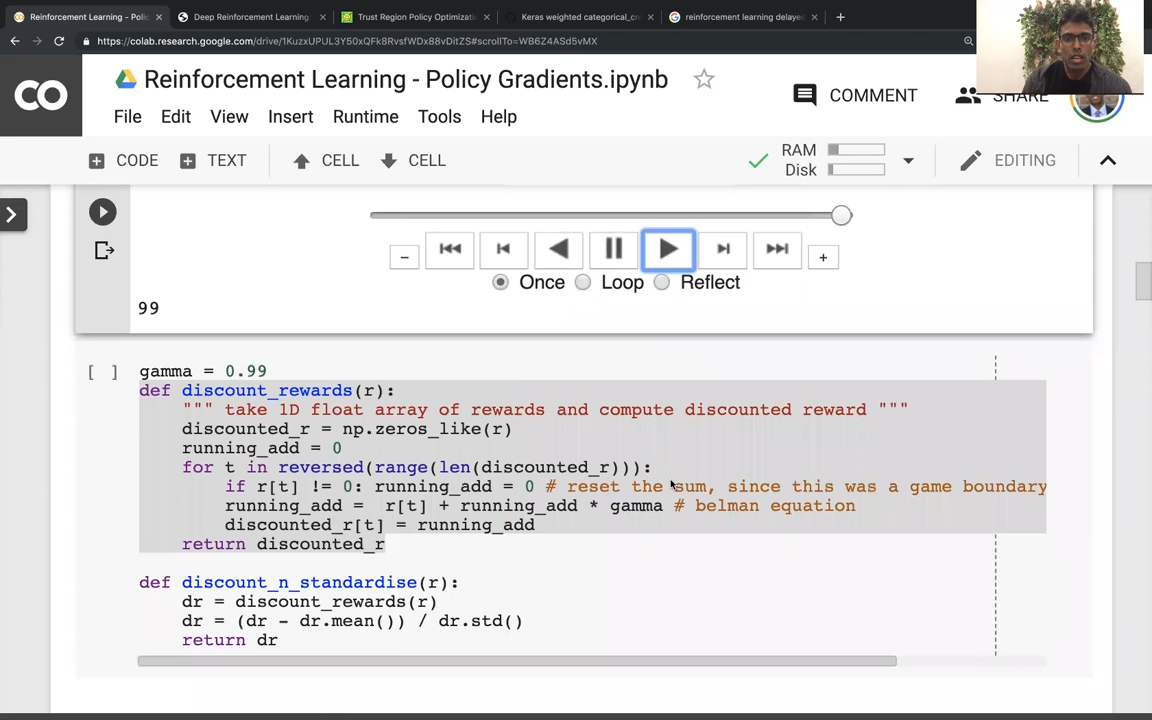 Reinforcement Learning - Policy
Deep Reinforcement Learning:
Trust Region Policy Optimizatio
Keras weighted categorical_cr
reinforcement learning delaye
https://colab.research.google.com/drive/1KuzxUPUL3Y50xQFk8RvsfWDx88vDitZS#scrollTo=WB6Z4ASd5vMX
CO
Reinforcement Learning - Policy Gradients.ipynb
COMMENT
SHARE
File Edit View Insert Runtime Tools Help
CODE TEXT CELL CELL
RAM
Disk
EDITING
Once Loop Reflect
99
[ ] gamma = 0.99
def discount_rewards(r):
""" take 1D float array of rewards and compute discounted reward """
discounted_r = np.zeros_like(r)
running_add = 0
for t in reversed(range(len(discounted_r))):
if r[t] != 0: running_add = 0 # reset the sum, since this was a game boundary
running_add =  r[t] + running_add * gamma # belman equation
discounted_r[t] = running_add
return discounted_r
def discount_n_standardise(r):
dr = discount_rewards(r)
dr = (dr - dr.mean()) / dr.std()
return dr